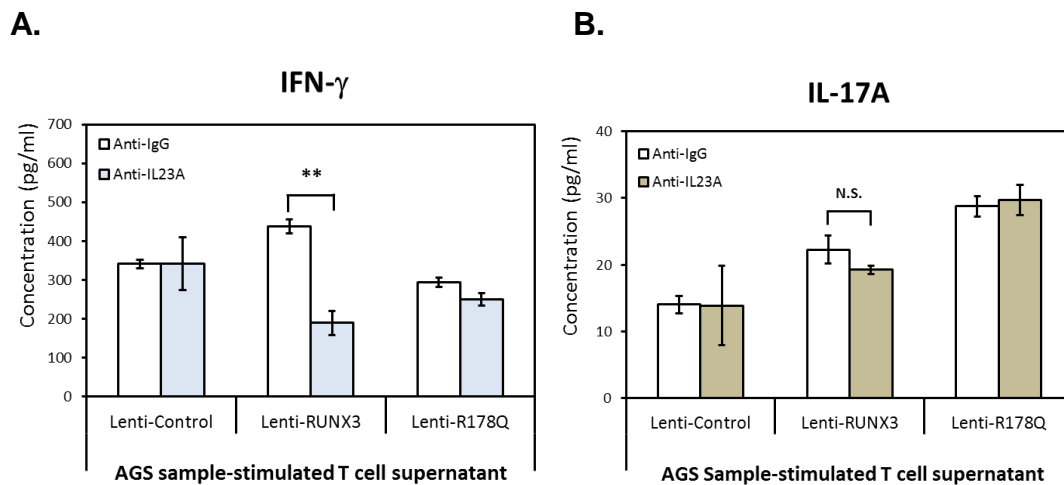 A.
IFN-γ
Concentration (pg/ml)
700
600
500
400
300
200
100
0
Anti-IgG
Anti-IL23A
**
Lenti-Control
Lenti-RUNX3
Lenti-R178Q
AGS sample-stimulated T cell supernatant
B.
IL-17A
Concentration (pg/ml)
40
30
20
10
0
Anti-IgG
Anti-IL23A
N.S.
Lenti-Control
Lenti-RUNX3
Lenti-R178Q
AGS Sample-stimulated T cell supernatant